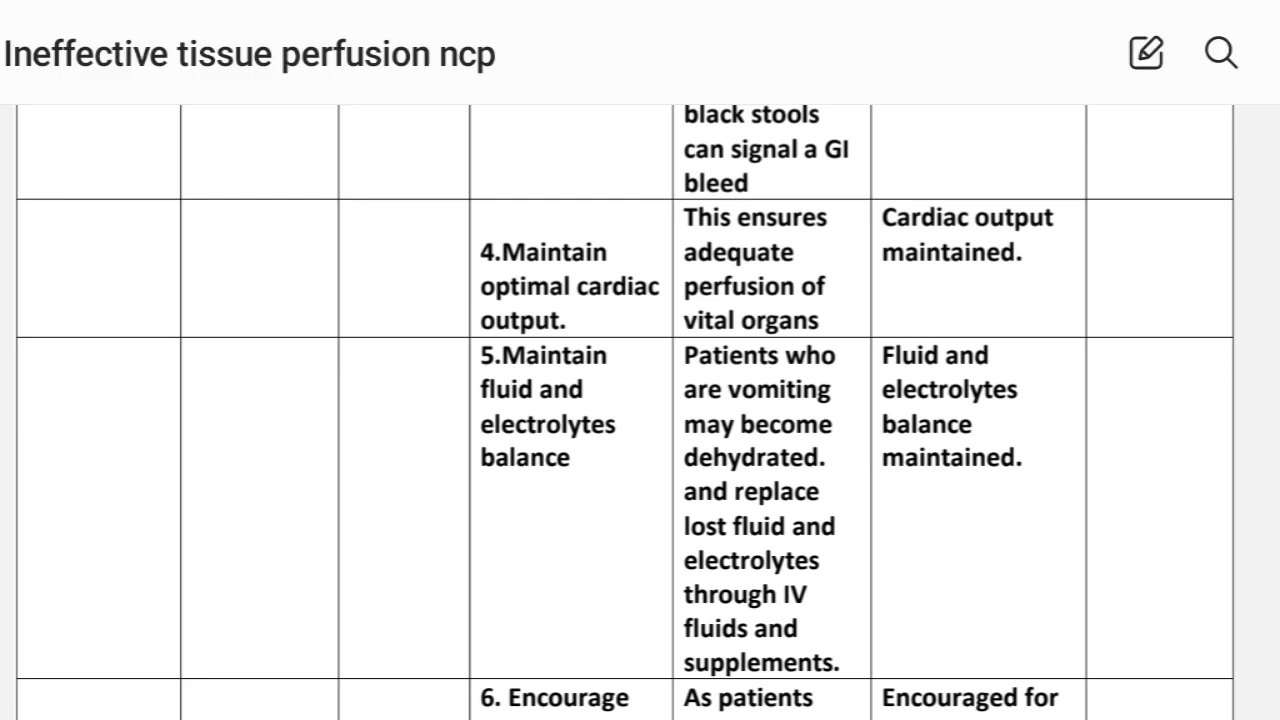 Ineffective tissue perfusion ncp
black stools
can signal a GI
bleed
4.Maintain
optimal cardiac
output.
This ensures
adequate
perfusion of
vital organs
Cardiac output
maintained.
5.Maintain
fluid and
electrolytes
balance
Patients who
are vomiting
may become
dehydrated.
and replace
lost fluid and
electrolytes
through IV
fluids and
supplements.
Fluid and
electrolytes
balance
maintained.
6. Encourage
As patients
Encouraged for